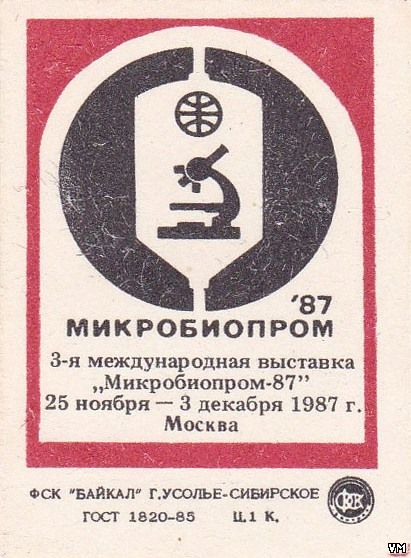 '87
МИКРОБИОПРОМ
3-я международная выставка
„Микробиопром-87”
25 ноября — 3 декабря 1987 г.
Москва
ФСК "БАЙКАЛ" Г. УСОЛЬЕ-СИБИРСКОЕ
ГОСТ 1820-85 Ц. 1 К.
VM